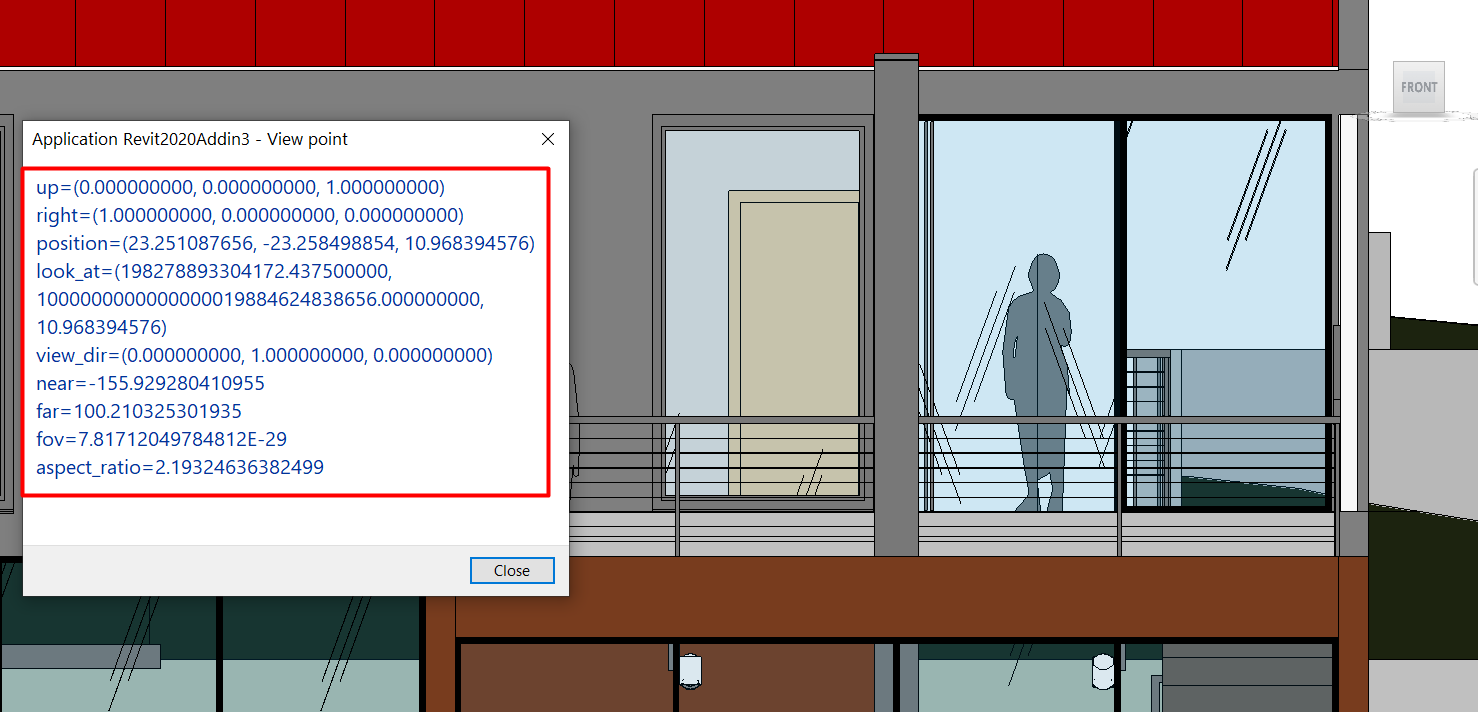 Application Revit2020Addin3 - View point
up=(0.000000000, 0.000000000, 1.000000000)
right=(1.000000000, 0.000000000, 0.000000000)
position=(23.251087656, -23.258498854, 10.968394576)
look_at=(198278893304172.437500000,
1000000000000000019884624838656.000000000,
10.968394576)
view_dir=(0.000000000, 1.000000000, 0.000000000)
near=-155.929280410955
far=100.210325301935
fov=7.81712049784812E-29
aspect_ratio=2.19324636382499
Close
FRONT